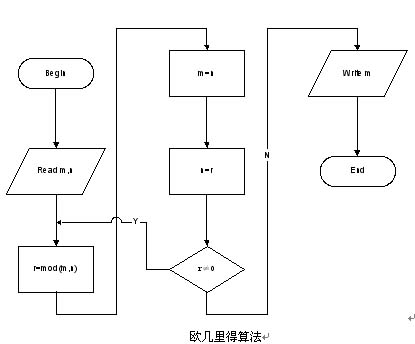 Begin
Read m,n
r=mod(m,n)
m=n
n=r
r≠0
Y
N
Write m
End
欧几里得算法